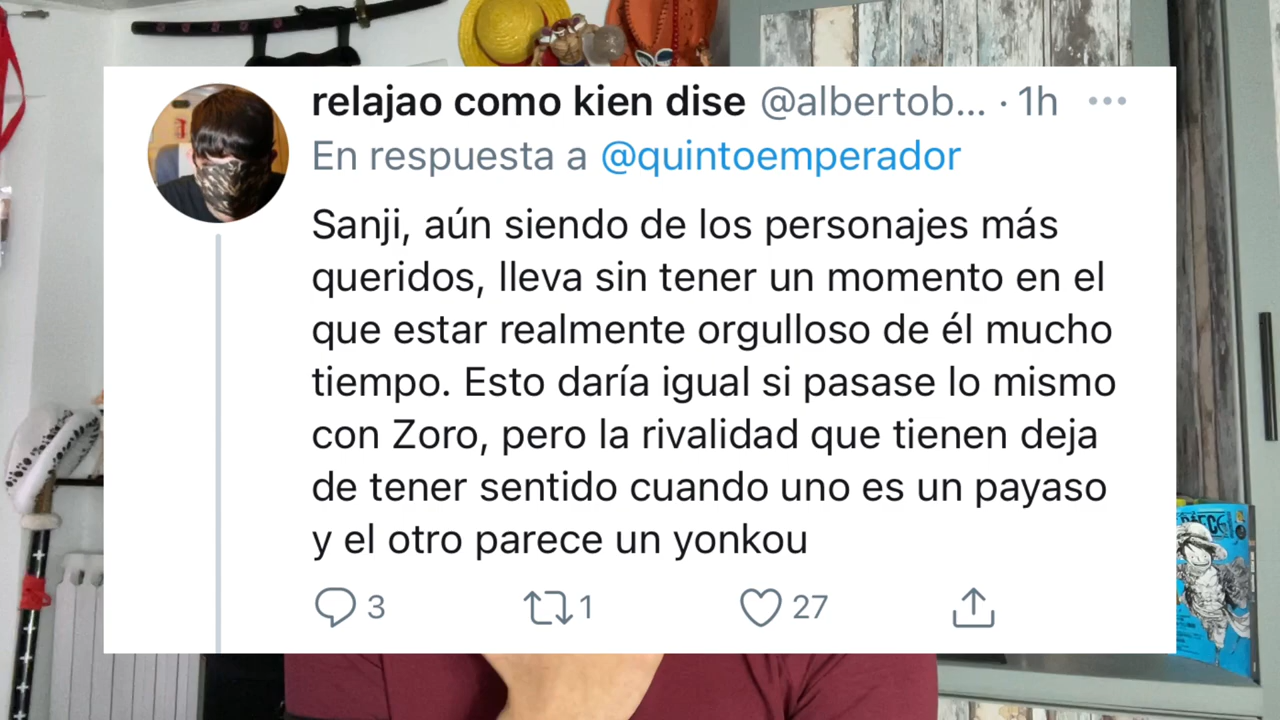 relajao como kien dise @albertob... · 1h
En respuesta a @quintoemperador
Sanji, aún siendo de los personajes más
queridos, lleva sin tener un momento en el
que estar realmente orgulloso de él mucho
tiempo. Esto daría igual si pasase lo mismo
con Zoro, pero la rivalidad que tienen deja
de tener sentido cuando uno es un payaso
y el otro parece un yonkou
3 1 27